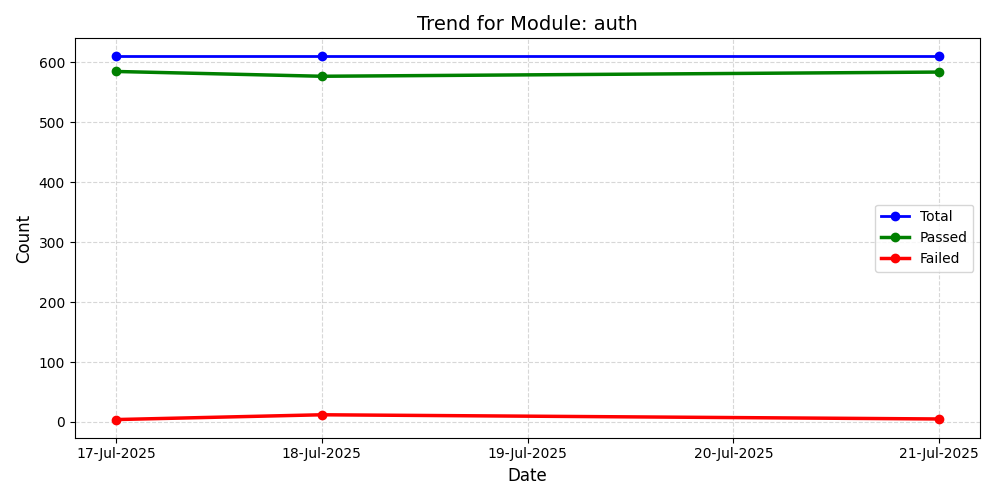 Trend for Module: auth
600
500
400
300
200
100
0
Count
Total
Passed
Failed
17-Jul-2025 18-Jul-2025 19-Jul-2025 20-Jul-2025 21-Jul-2025
Date